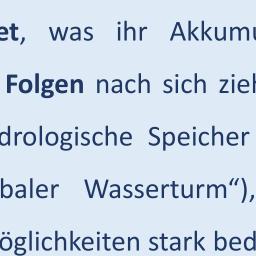 et, was ihr Akkumu
Folgen nach sich zieh
drologische Speicher
baler Wasserturm“),
öglichkeiten stark bed